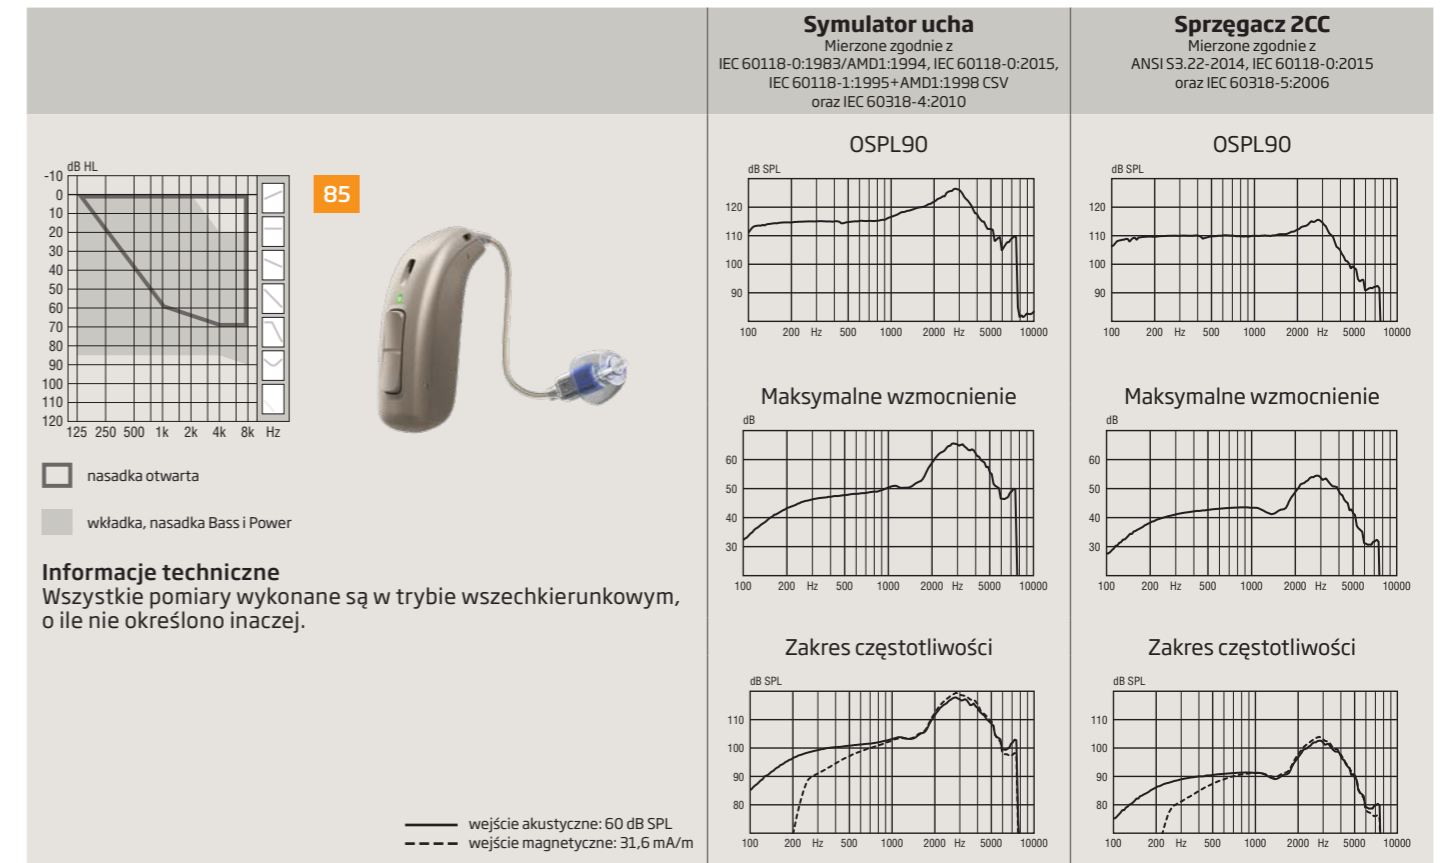 Symulator ucha
Mierzone zgodnie z
IEC 60118-0:1983/AMD1:1994, IEC 60118-0:2015,
IEC 60118-1:1995+AMD1:1998 CSV
oraz IEC 60318-4:2010
Sprzęgacz 2CC
Mierzone zgodnie z
ANSI S3.22-2014, IEC 60118-0:2015
oraz IEC 60318-5:2006
dB HL
-10
0
10
20
30
40
50
60
70
80
90
100
110
120
125 250 500 1k 2k 4k 8k Hz
85
nasadka otwarta
wkładka, nasadka Bass i Power
Informacje techniczne
Wszystkie pomiary wykonane są w trybie wszechkierunkowym,
o ile nie określono inaczej.
wejście akustyczne: 60 dB SPL
wejście magnetyczne: 31,6 mA/m
OSPL90
dB SPL
120
110
100
90
100 200 Hz 500 1000 2000 Hz 5000 10000
Maksymalne wzmocnienie
dB
60
50
40
30
100 200 Hz 500 1000 2000 Hz 5000 10000
Zakres częstotliwości
dB SPL
110
100
90
80
100 200 Hz 500 1000 2000 Hz 5000 10000
OSPL90
dB SPL
120
110
100
90
100 200 Hz 500 1000 2000 Hz 5000 10000
Maksymalne wzmocnienie
dB
60
50
40
30
100 200 Hz 500 1000 2000 Hz 5000 10000
Zakres częstotliwości
dB SPL
110
100
90
80
100 200 Hz 500 1000 2000 Hz 5000 10000